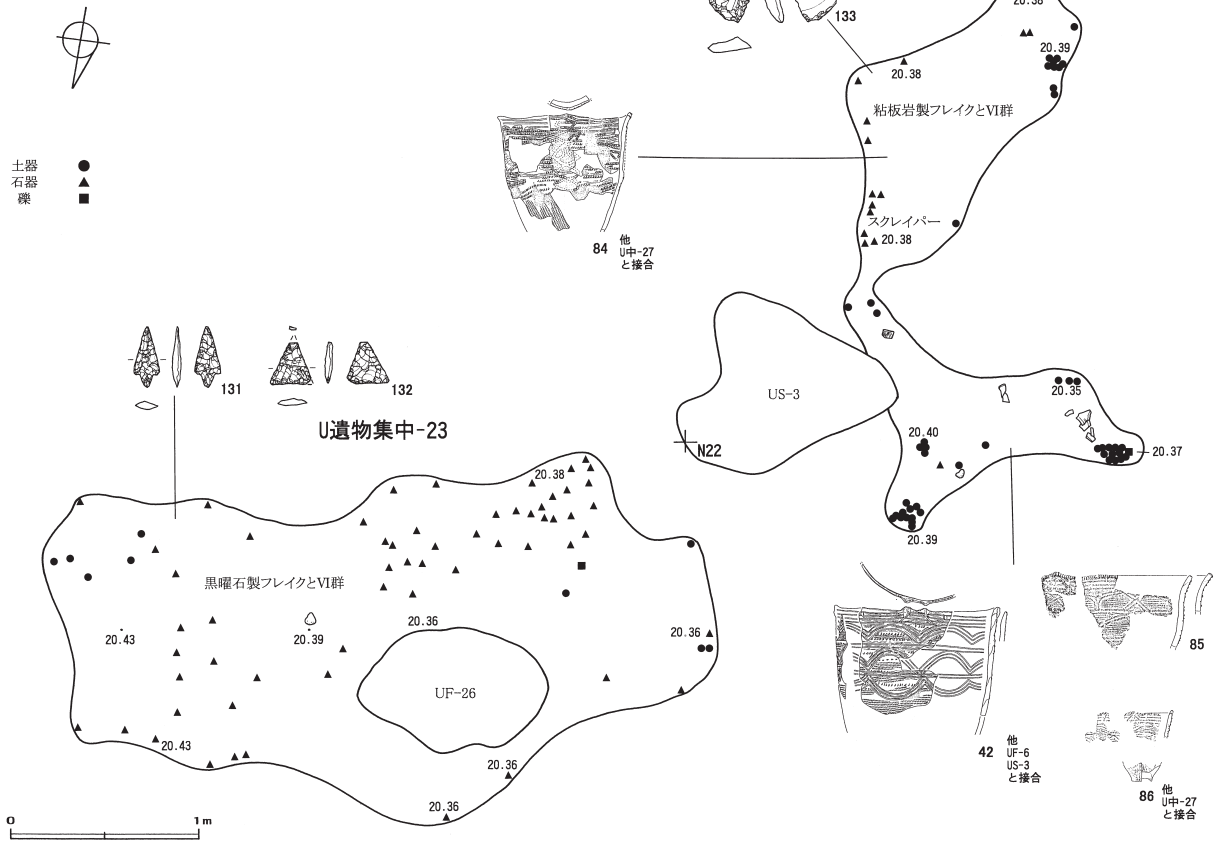 20.38
133
20.39
20.38
粘板岩製フレイクとVI群
土器
石器
礫
スクレイパー
20.38
84
他
U中-27
と接合
131
132
US-3
20.35
U遺物集中-23
N22
20.40
20.37
20.38
20.39
黒曜石製フレイクとVI群
20.43
20.39
20.36
20.36
85
UF-26
20.43
20.36
42
他
UF-6
US-3
と接合
20.36
86
他
U中-27
と接合
0
1m